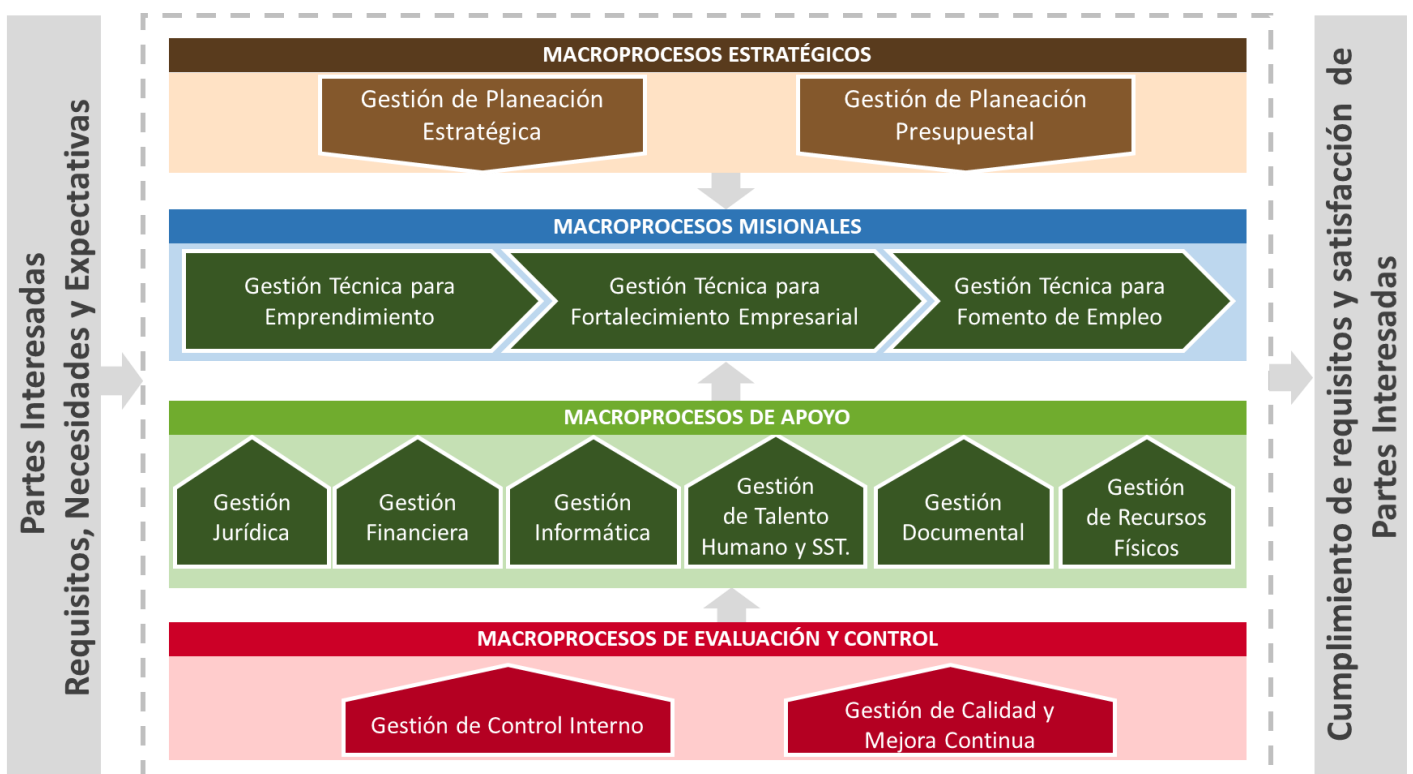 Partes Interesadas
Requisitos, Necesidades y Expectativas
MACROPROCESOS ESTRATÉGICOS
Gestión de Planeación
Estratégica
Gestión de Planeación
Presupuestal
MACROPROCESOS MISIONALES
Gestión Técnica para
Emprendimiento
Gestión Técnica para
Fortalecimiento Empresarial
Gestión Técnica para
Fomento de Empleo
MACROPROCESOS DE APOYO
Gestión
Jurídica
Gestión
Financiera
Gestión
Informática
Gestión
de Talento
Humano y SST.
Gestión
Documental
Gestión
de Recursos
Físicos
MACROPROCESOS DE EVALUACIÓN Y CONTROL
Gestión de Control Interno
Gestión de Calidad y
Mejora Continua
Cumplimiento de requisitos y satisfacción de
Partes Interesadas